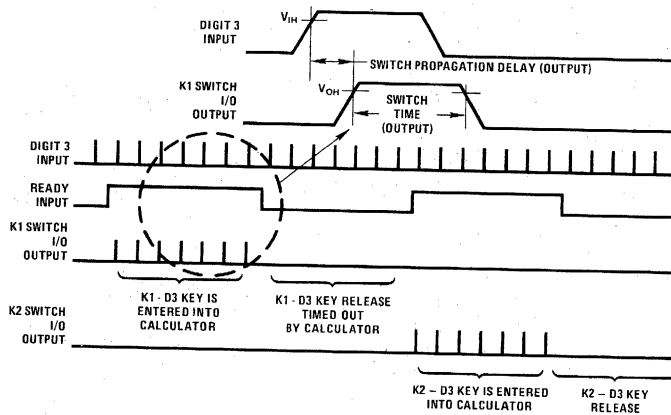 DIGIT 3
INPUT
VIH
SWITCH PROPAGATION DELAY (OUTPUT)
K1 SWITCH
I/O
OUTPUT
VOH
SWITCH
TIME
(OUTPUT)
DIGIT 3
INPUT
READY
INPUT
K1 SWITCH
I/O
OUTPUT
K1 - D3 KEY IS
ENTERED INTO
CALCULATOR
K1 - D3 KEY RELEASE
TIMED OUT
BY CALCULATOR
K2 SWITCH
I/O
OUTPUT
K2 – D3 KEY IS ENTERED
INTO CALCULATOR
K2 – D3 KEY
RELEASE